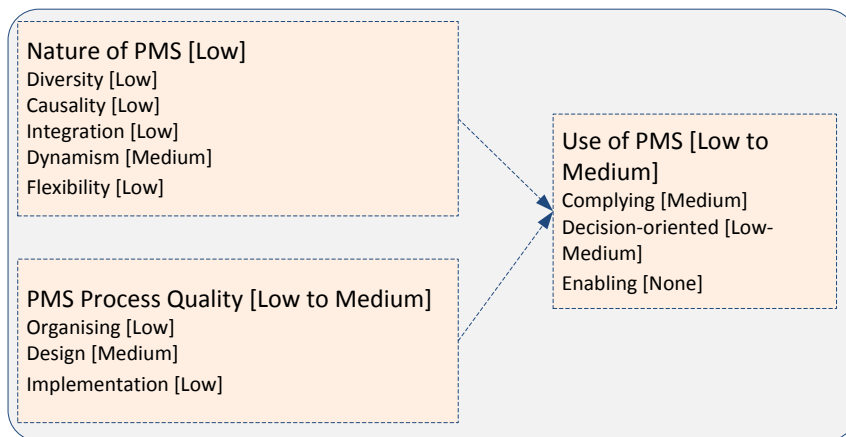 Nature of PMS [Low]
Diversity [Low]
Causality [Low]
Integration [Low]
Dynamism [Medium]
Flexibility [Low]
PMS Process Quality [Low to Medium]
Organising [Low]
Design [Medium]
Implementation [Low]
Use of PMS [Low to
Medium]
Complying [Medium]
Decision-oriented [Low-
Medium]
Enabling [None]